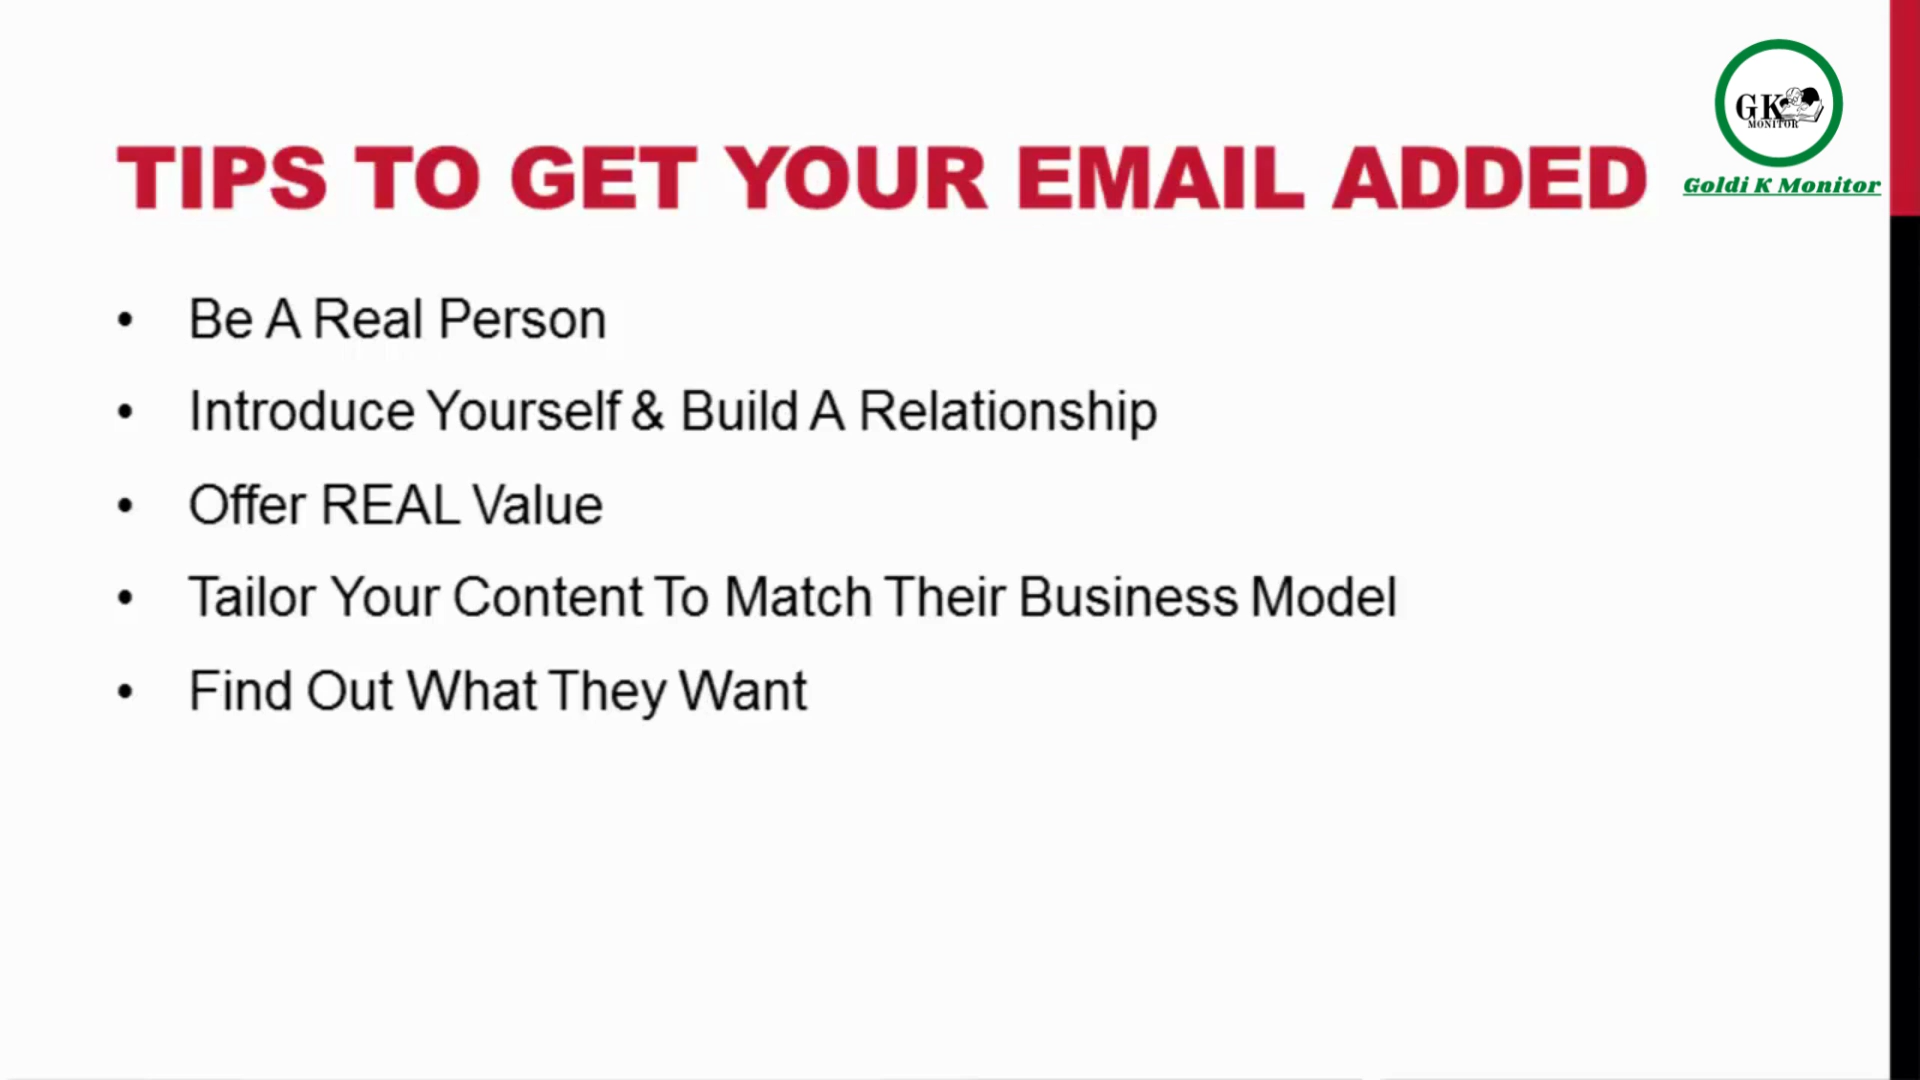 TIPS TO GET YOUR EMAIL ADDED
GK
MONITOR
Goldi K Monitor
• Be A Real Person
• Introduce Yourself & Build A Relationship
• Offer REAL Value
• Tailor Your Content To Match Their Business Model
• Find Out What They Want